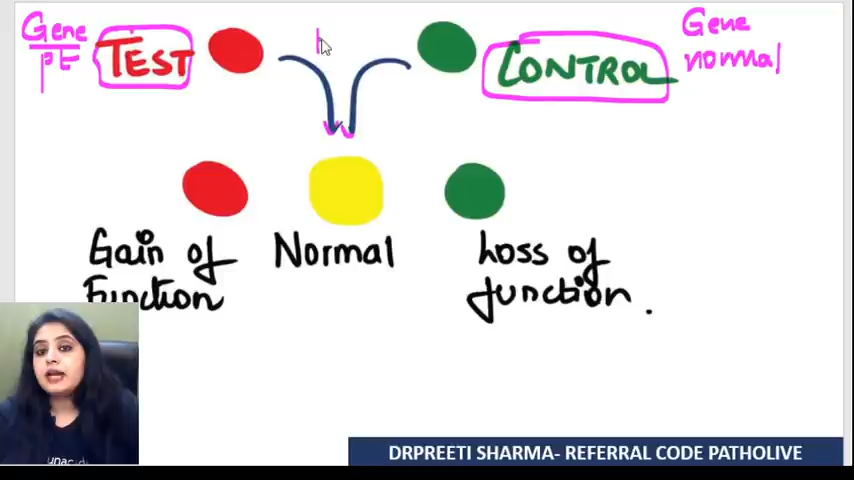 Gene
pt
TEST
CONTROL
Gene
normal
Gain of
Function
Normal
Loss of
function.
DRPREETI SHARMA- REFERRAL CODE PATHOLIVE